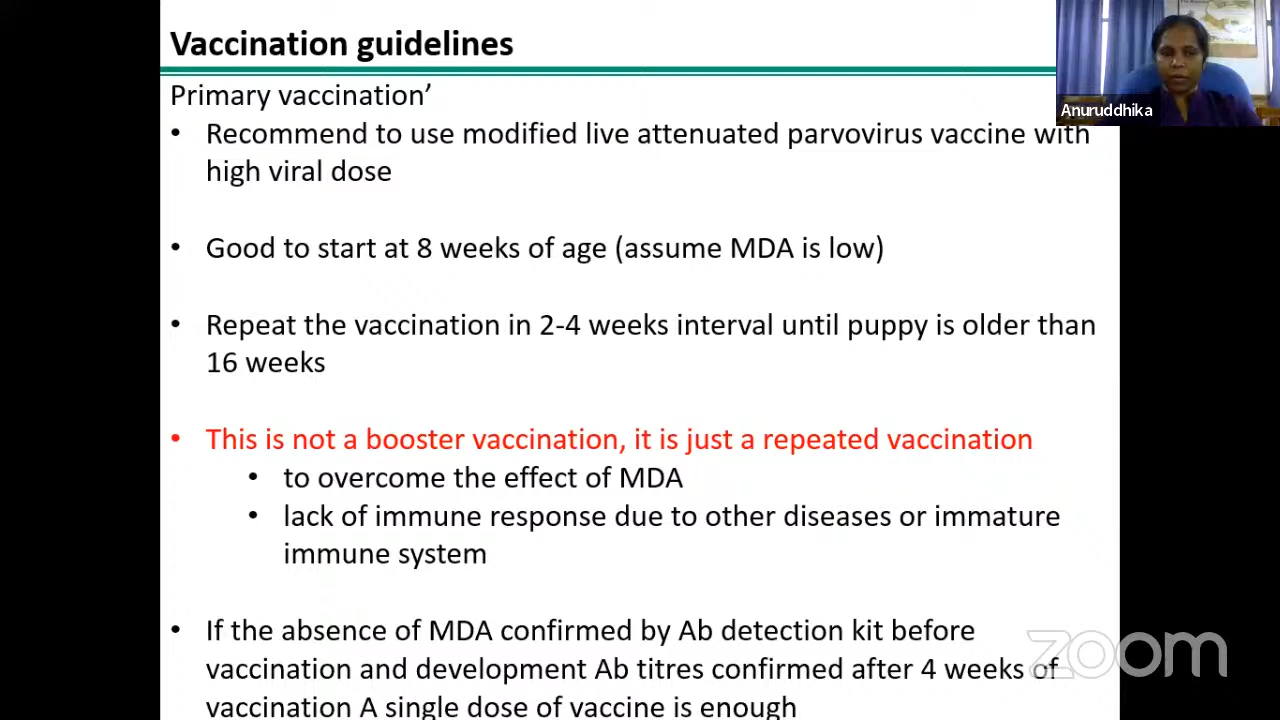 Vaccination guidelines
Anuruddhika
Primary vaccination’
• Recommend to use modified live attenuated parvovirus vaccine with
high viral dose
• Good to start at 8 weeks of age (assume MDA is low)
• Repeat the vaccination in 2-4 weeks interval until puppy is older than
16 weeks
• This is not a booster vaccination, it is just a repeated vaccination
• to overcome the effect of MDA
• lack of immune response due to other diseases or immature
immune system
• If the absence of MDA confirmed by Ab detection kit before
vaccination and development Ab titres confirmed after 4 weeks of
vaccination A single dose of vaccine is enough
zoom